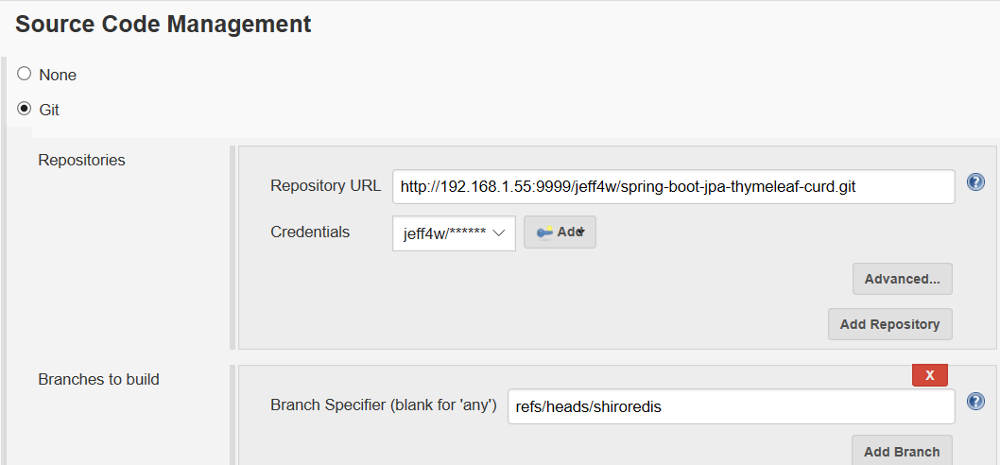 Source Code Management
None
Git
Repositories
Repository URL http://192.168.1.55:9999/jeff4w/spring-boot-jpa-thymeleaf-curd.git ?
Credentials jeff4w/****** Add
Advanced...
Add Repository
Branches to build
X
Branch Specifier (blank for 'any') refs/heads/shiroredis ?
Add Branch